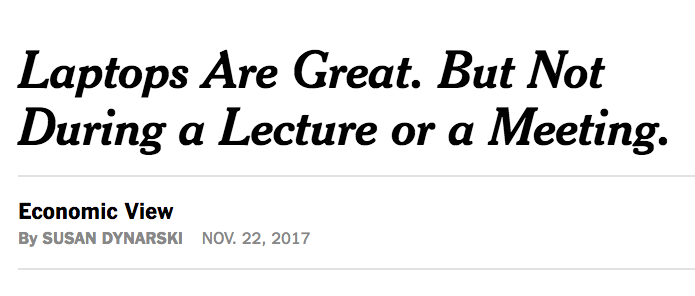 Laptops Are Great. But Not
During a Lecture or a Meeting.
Economic View
By SUSAN DYNARSKI NOV. 22, 2017